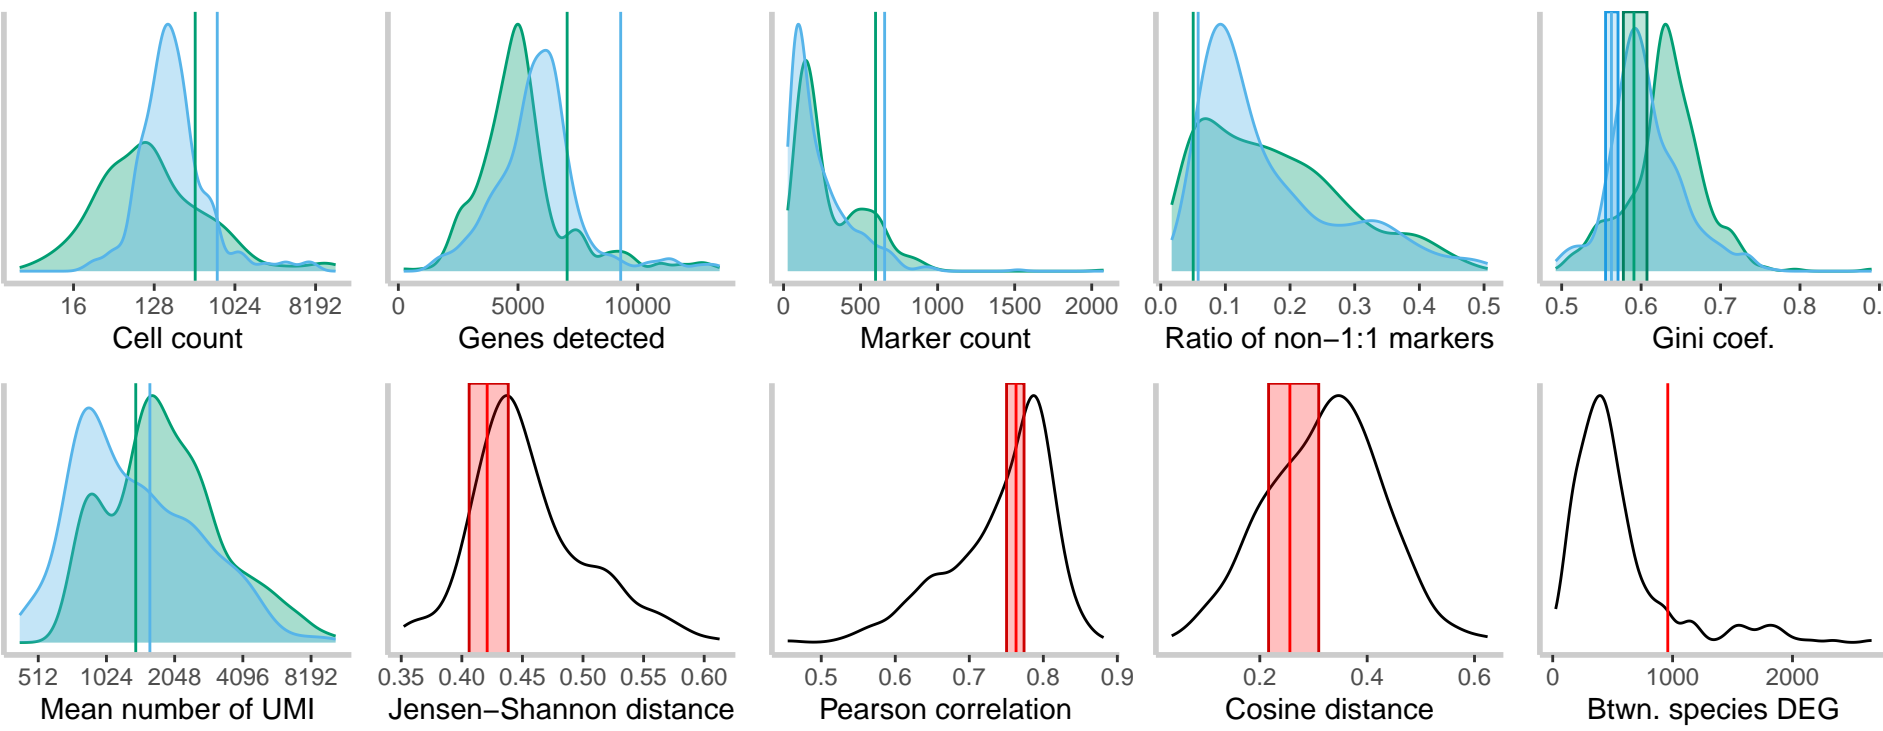 16 128 1024 8192
Cell count
0 5000 10000
Genes detected
0 500 1000 1500 2000
Marker count
0.0 0.1 0.2 0.3 0.4 0.5
Ratio of non−1:1 markers
0.5 0.6 0.7 0.8 0.
Gini coef.
512 1024 2048 4096 8192
Mean number of UMI
0.35 0.40 0.45 0.50 0.55 0.60
Jensen−Shannon distance
0.5 0.6 0.7 0.8 0.9
Pearson correlation
0.2 0.4 0.6
Cosine distance
0 1000 2000
Btwn. species DEG